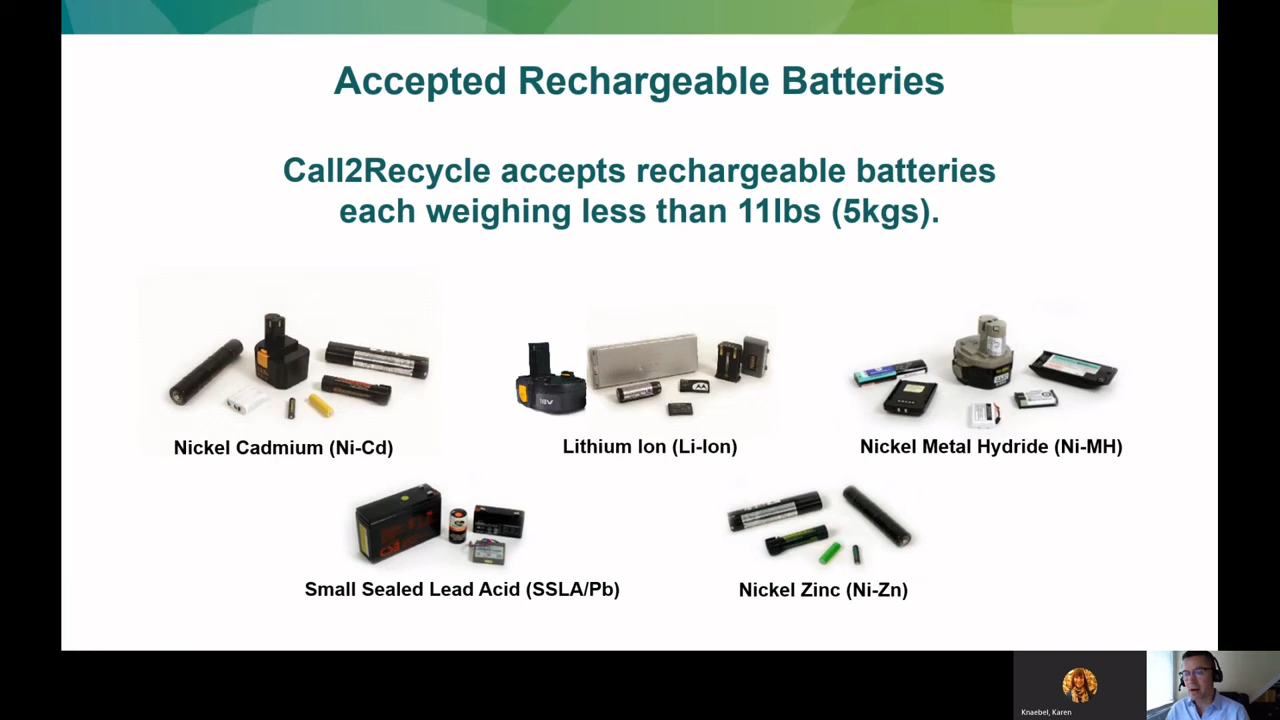 Accepted Rechargeable Batteries
Call2Recycle accepts rechargeable batteries
each weighing less than 11lbs (5kgs).
18V
Nickel Cadmium (Ni-Cd)
Lithium Ion (Li-Ion)
Nickel Metal Hydride (Ni-MH)
Small Sealed Lead Acid (SSLA/Pb)
Nickel Zinc (Ni-Zn)
Knaebel, Karen